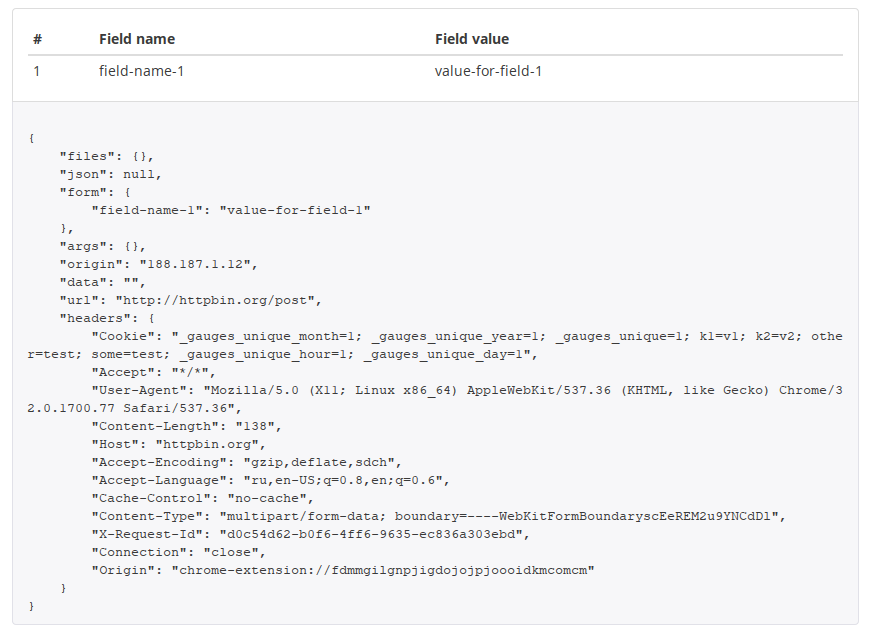 # Field name Field value
1 field-name-1 value-for-field-1
{
    "files": {},
    "json": null,
    "form": {
        "field-name-1": "value-for-field-1"
    },
    "args": {},
    "origin": "188.187.1.12",
    "data": "",
    "url": "http://httpbin.org/post",
    "headers": {
        "Cookie": "_gauges_unique_month=1; _gauges_unique_year=1; _gauges_unique=1; k1=v1; k2=v2; othe
r=test; some=test; _gauges_unique_hour=1; _gauges_unique_day=1",
        "Accept": "*/*",
        "User-Agent": "Mozilla/5.0 (X11; Linux x86_64) AppleWebKit/537.36 (KHTML, like Gecko) Chrome/3
2.0.1700.77 Safari/537.36",
        "Content-Length": "138",
        "Host": "httpbin.org",
        "Accept-Encoding": "gzip,deflate,sdch",
        "Accept-Language": "ru,en-US;q=0.8,en;q=0.6",
        "Cache-Control": "no-cache",
        "Content-Type": "multipart/form-data; boundary=----WebKitFormBoundaryscEeREM2u9YNCdDl",
        "X-Request-Id": "d0c54d62-b0f6-4ff6-9635-ec836a303ebd",
        "Connection": "close",
        "Origin": "chrome-extension://fdmmgilgnpjigdojojpjoooidkmcomcm"
    }
}